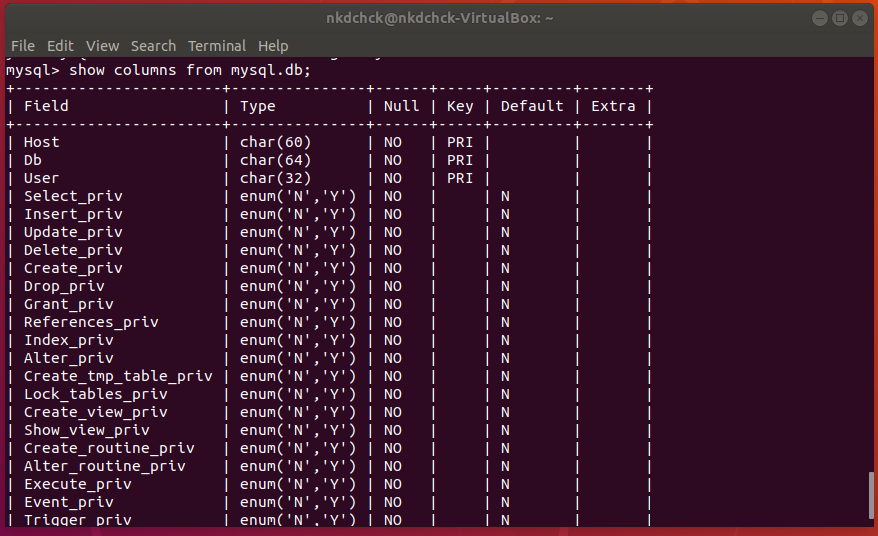 nkdchck@nkdchck-VirtualBox: ~
File Edit View Search Terminal Help
mysql> show columns from mysql.db;
+-----------------------+---------------+------+-----+---------+-------+
| Field                 | Type          | Null | Key | Default | Extra |
+-----------------------+---------------+------+-----+---------+-------+
| Host                  | char(60)      | NO   | PRI |         |       |
| Db                    | char(64)      | NO   | PRI |         |       |
| User                  | char(32)      | NO   | PRI |         |       |
| Select_priv           | enum('N','Y') | NO   |     | N       |       |
| Insert_priv           | enum('N','Y') | NO   |     | N       |       |
| Update_priv           | enum('N','Y') | NO   |     | N       |       |
| Delete_priv           | enum('N','Y') | NO   |     | N       |       |
| Create_priv           | enum('N','Y') | NO   |     | N       |       |
| Drop_priv             | enum('N','Y') | NO   |     | N       |       |
| Grant_priv            | enum('N','Y') | NO   |     | N       |       |
| References_priv       | enum('N','Y') | NO   |     | N       |       |
| Index_priv            | enum('N','Y') | NO   |     | N       |       |
| Alter_priv            | enum('N','Y') | NO   |     | N       |       |
| Create_tmp_table_priv | enum('N','Y') | NO   |     | N       |       |
| Lock_tables_priv      | enum('N','Y') | NO   |     | N       |       |
| Create_view_priv      | enum('N','Y') | NO   |     | N       |       |
| Show_view_priv        | enum('N','Y') | NO   |     | N       |       |
| Create_routine_priv   | enum('N','Y') | NO   |     | N       |       |
| Alter_routine_priv    | enum('N','Y') | NO   |     | N       |       |
| Execute_priv          | enum('N','Y') | NO   |     | N       |       |
| Event_priv            | enum('N','Y') | NO   |     | N       |       |
| Trigger_priv          | enum('N','Y') | NO   |     | N       |       |